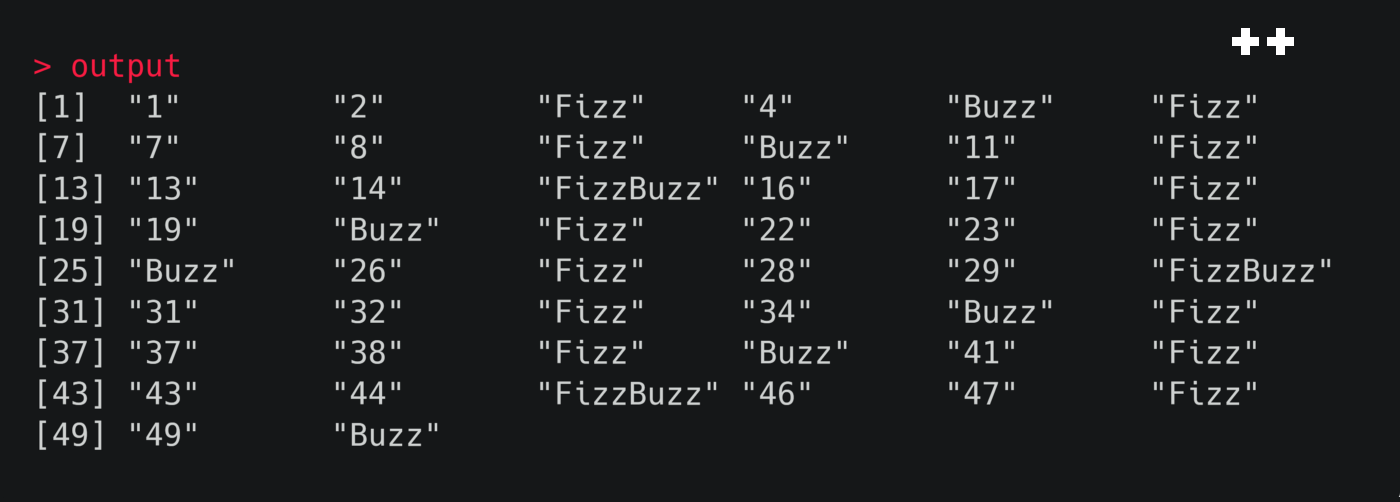 ++
> output
[1]  "1"        "2"        "Fizz"     "4"        "Buzz"     "Fizz"
[7]  "7"        "8"        "Fizz"     "Buzz"     "11"       "Fizz"
[13] "13"       "14"       "FizzBuzz" "16"       "17"       "Fizz"
[19] "19"       "Buzz"     "Fizz"     "22"       "23"       "Fizz"
[25] "Buzz"     "26"       "Fizz"     "28"       "29"       "FizzBuzz"
[31] "31"       "32"       "Fizz"     "34"       "Buzz"     "Fizz"
[37] "37"       "38"       "Fizz"     "Buzz"     "41"       "Fizz"
[43] "43"       "44"       "FizzBuzz" "46"       "47"       "Fizz"
[49] "49"       "Buzz"